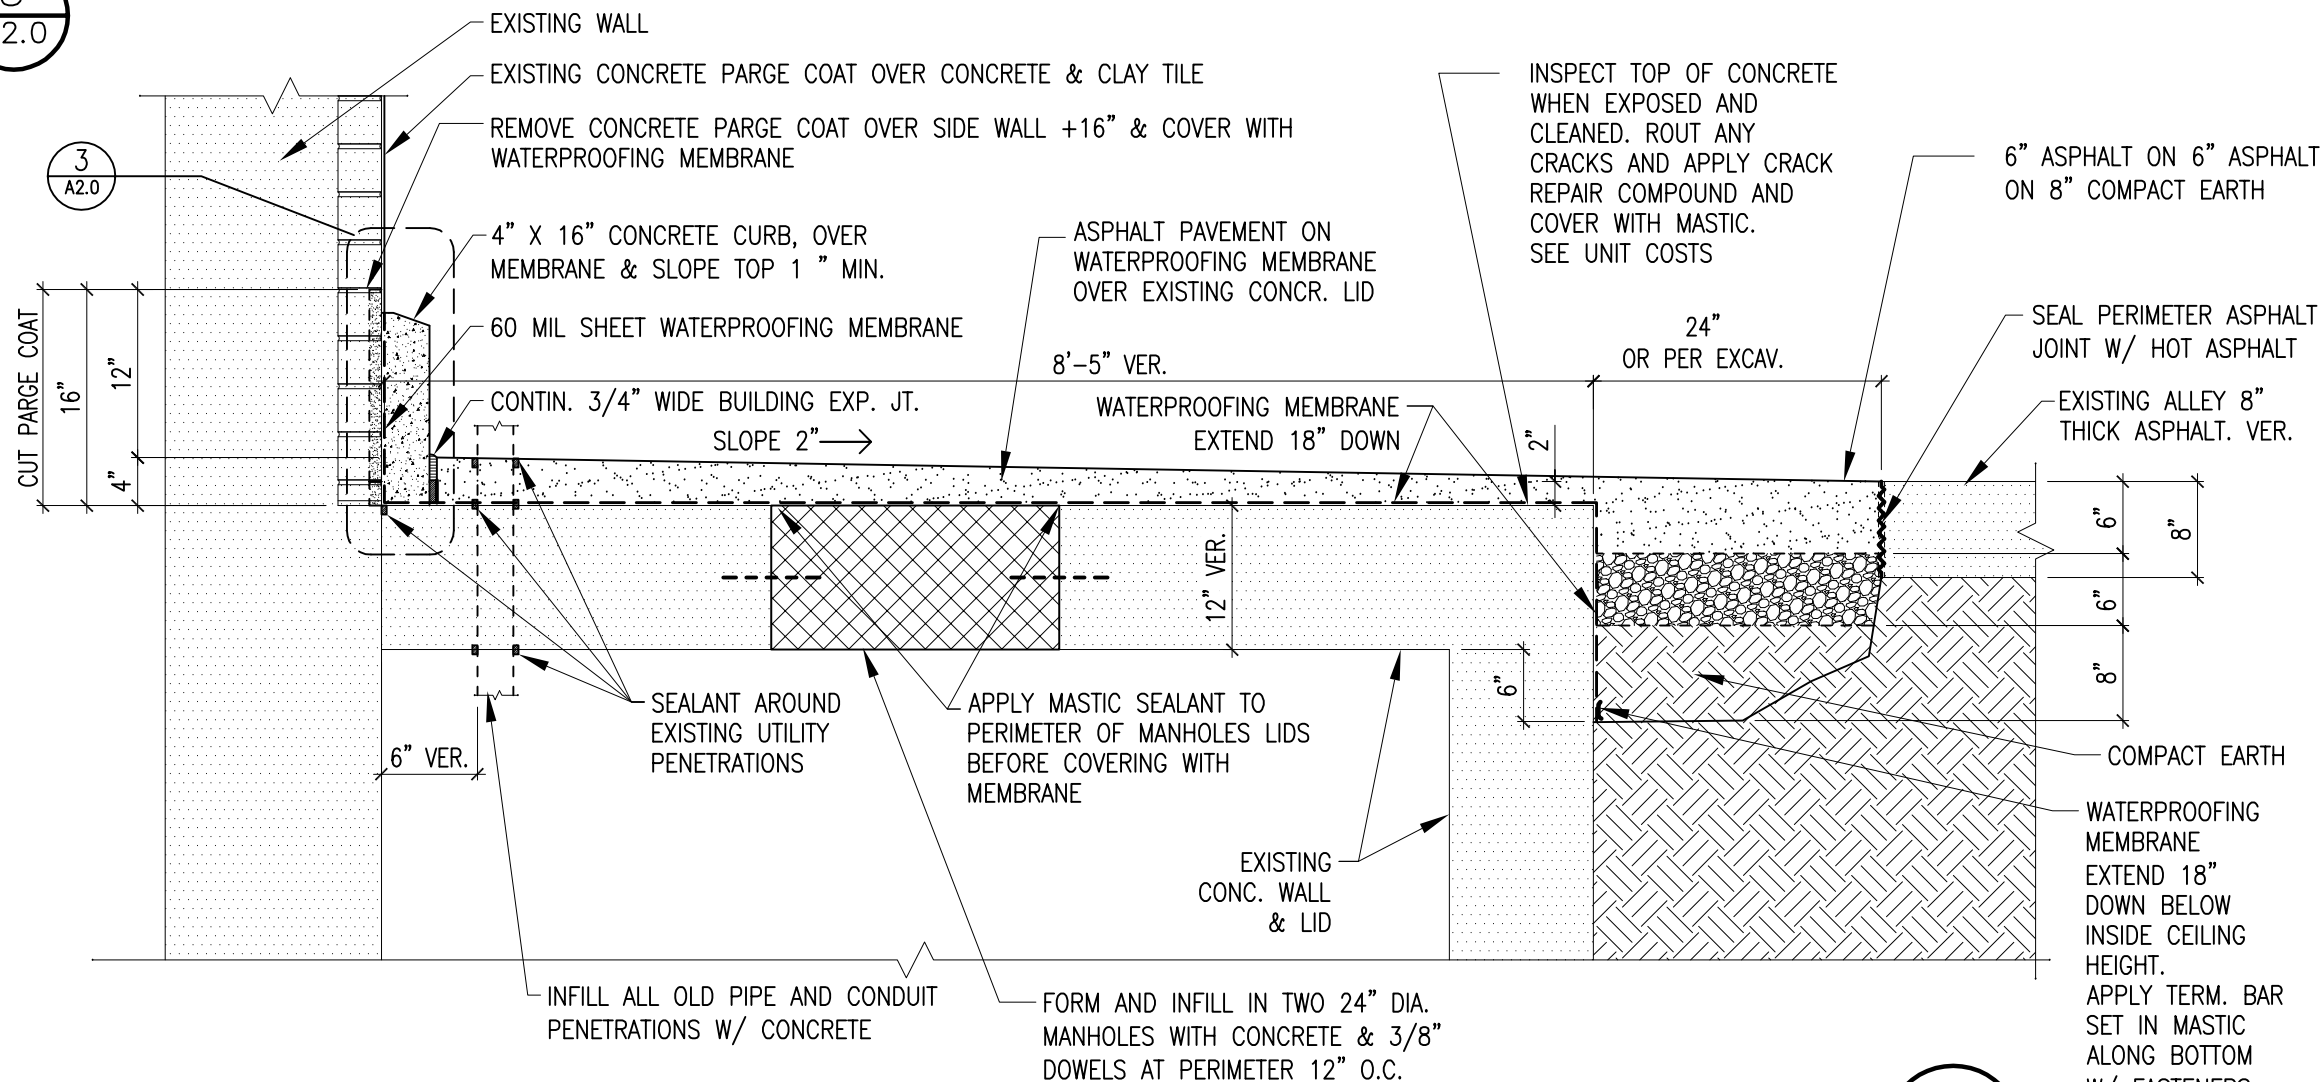 2.0
EXISTING WALL
EXISTING CONCRETE PARGE COAT OVER CONCRETE & CLAY TILE
REMOVE CONCRETE PARGE COAT OVER SIDE WALL +16" & COVER WITH
WATERPROOFING MEMBRANE
3
A2.0
4" X 16" CONCRETE CURB, OVER
MEMBRANE & SLOPE TOP 1 " MIN.
60 MIL SHEET WATERPROOFING MEMBRANE
CONTIN. 3/4" WIDE BUILDING EXP. JT.
SLOPE 2"
CUT PARGE COAT
16"
12"
4"
ASPHALT PAVEMENT ON
WATERPROOFING MEMBRANE
OVER EXISTING CONCR. LID
8'-5" VER.
WATERPROOFING MEMBRANE
EXTEND 18" DOWN
INSPECT TOP OF CONCRETE
WHEN EXPOSED AND
CLEANED. ROUT ANY
CRACKS AND APPLY CRACK
REPAIR COMPOUND AND
COVER WITH MASTIC.
SEE UNIT COSTS
24"
OR PER EXCAV.
2"
6" ASPHALT ON 6" ASPHALT
ON 8" COMPACT EARTH
SEAL PERIMETER ASPHALT
JOINT W/ HOT ASPHALT
EXISTING ALLEY 8"
THICK ASPHALT. VER.
6"
8"
6"
8"
12" VER.
6"
6" VER.
SEALANT AROUND
EXISTING UTILITY
PENETRATIONS
APPLY MASTIC SEALANT TO
PERIMETER OF MANHOLES LIDS
BEFORE COVERING WITH
MEMBRANE
EXISTING
CONC. WALL
& LID
COMPACT EARTH
WATERPROOFING
MEMBRANE
EXTEND 18"
DOWN BELOW
INSIDE CEILING
HEIGHT.
APPLY TERM. BAR
SET IN MASTIC
ALONG BOTTOM
W/ FASTENERS
INFILL ALL OLD PIPE AND CONDUIT
PENETRATIONS W/ CONCRETE
FORM AND INFILL IN TWO 24" DIA.
MANHOLES WITH CONCRETE & 3/8"
DOWELS AT PERIMETER 12" O.C.